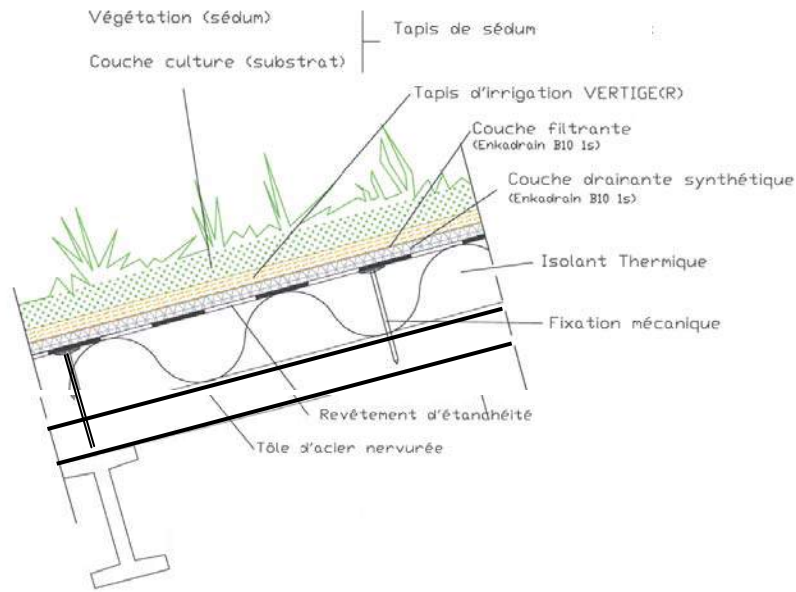 Végétation (sédum)
Tapis de sédum
Couche culture (substrat)
Tapis d'irrigation VERTIGE(R)
Couche filtrante
(Enkadrain B10 1s)
Couche drainante synthétique
(Enkadrain B10 1s)
Isolant Thermique
Fixation mécanique
Revêtement d'étanchéité
Tôle d'acier nervurée